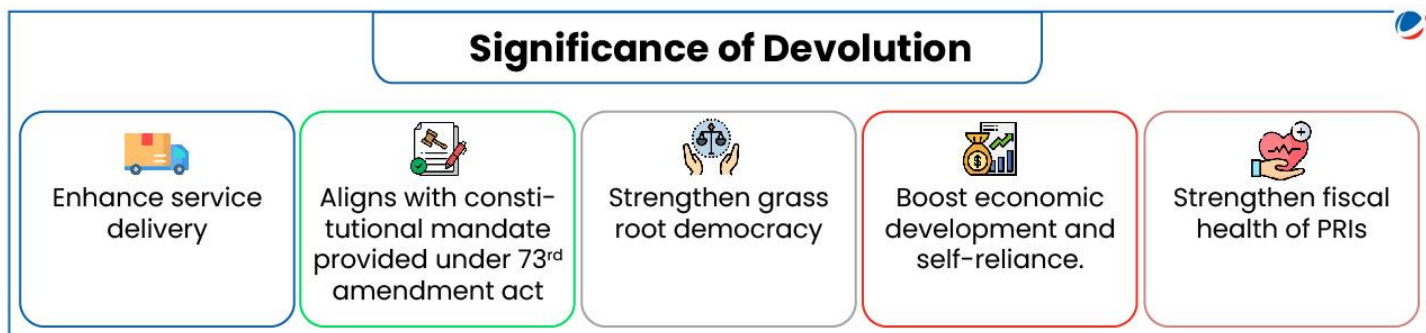 Significance of Devolution
Enhance service
delivery
Aligns with consti-
tutional mandate
provided under 73rd
amendment act
Strengthen grass
root democracy
Boost economic
development and
self-reliance.
Strengthen fiscal
health of PRIs